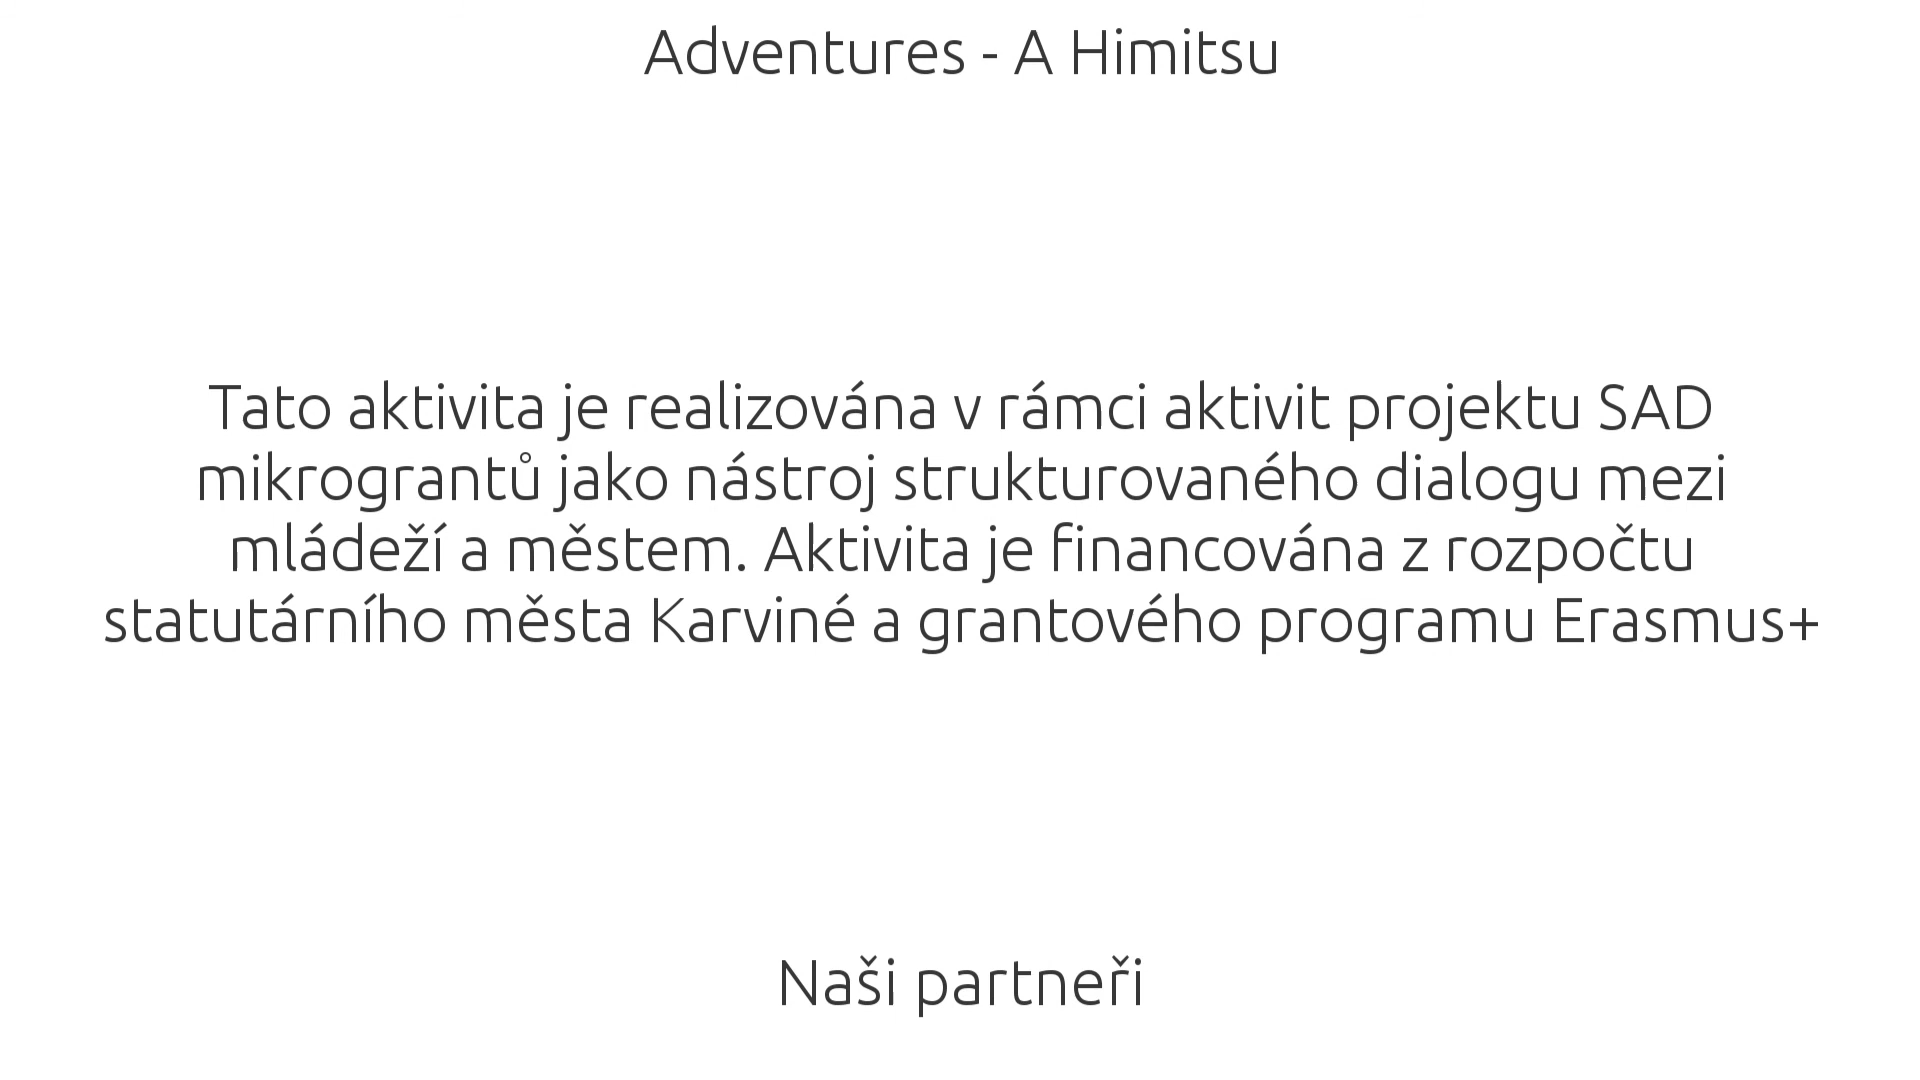 Adventures - A Himitsu
Tato aktivita je realizována v rámci aktivit projektu SAD
mikrograntů jako nástroj strukturovaného dialogu mezi
mládeží a městem. Aktivita je financována z rozpočtu
statutárního města Karviné a grantového programu Erasmus+
Naši partneři